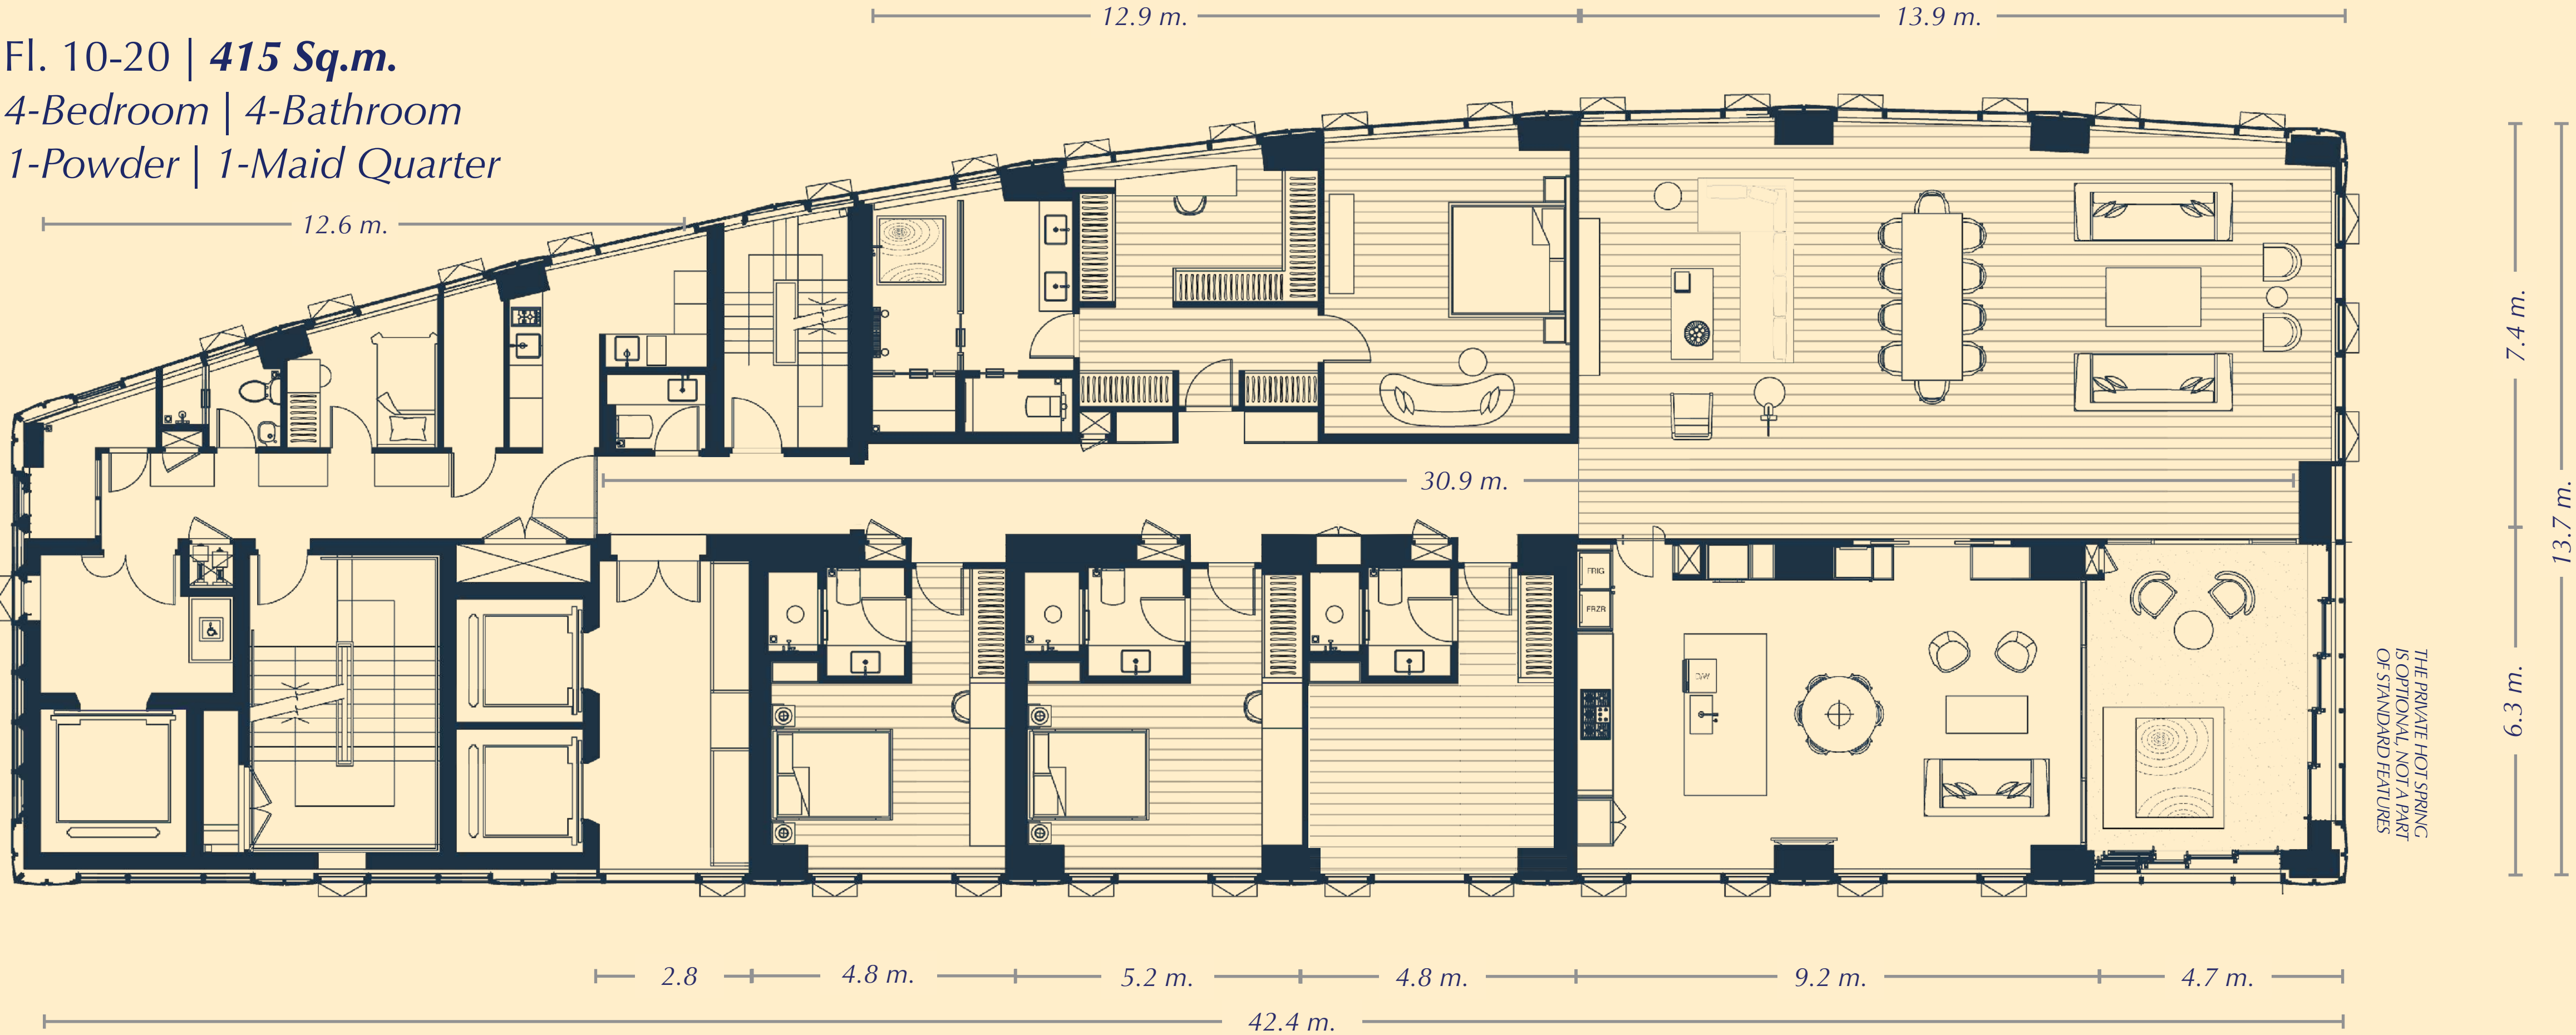 12.9 m.
13.9 m.
Fl. 10-20 | 415 Sq.m.
4-Bedroom | 4-Bathroom
1-Powder | 1-Maid Quarter
12.6 m.
7.4 m.
13.7 m.
30.9 m.
FRIG
FRZR
D/W
6.3 m.
THE PRIVATE HOT SPRING
IS OPTIONAL, NOT A PART
OF STANDARD FEATURES
2.8
4.8 m.
5.2 m.
4.8 m.
9.2 m.
4.7 m.
42.4 m.